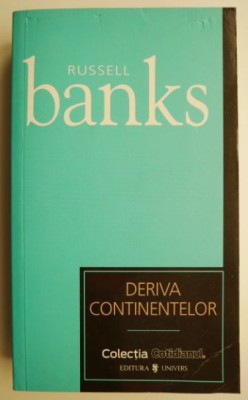 RUSSELL
banks
DERIVA
CONTINENTELOR
Colecția Cotidianul
EDITURA UNIVERS